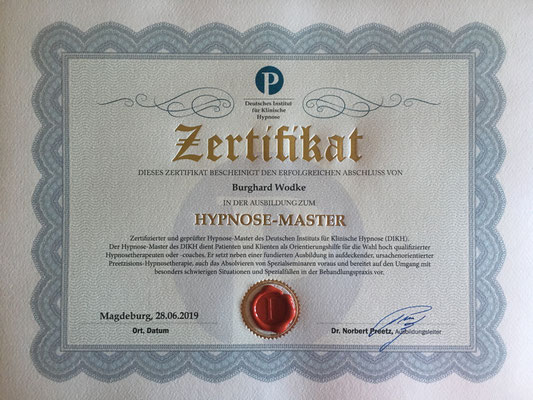 P
Deutsches Institut
für Klinische
Hypnose
Zertifikat
DIESES ZERTIFIKAT BESCHEINIGT DEN ERFOLGREICHEN ABSCHLUSS VON
Burghard Wodke
IN DER AUSBILDUNG ZUM
HYPNOSE-MASTER
Zertifizierter und geprüfter Hypnose-Master des Deutschen Instituts für Klinische Hypnose (DIKH).
Der Hypnose-Master des DIKH dient Patienten und Klienten als Orientierungshilfe für die Wahl hoch qualifizierter
Hypnosetherapeuten oder -coaches. Er setzt neben einer fundierten Ausbildung in aufdeckender, ursachenorientierter
Preetzisions-Hypnosetherapie, auch das Absolvieren von Spezialseminaren voraus und bereitet auf den Umgang mit
besonders schwierigen Situationen und Spezialfällen in der Behandlungspraxis vor.
Magdeburg, 28.06.2019
Ort, Datum
Dr. Norbert Preetz, Ausbildungsleiter